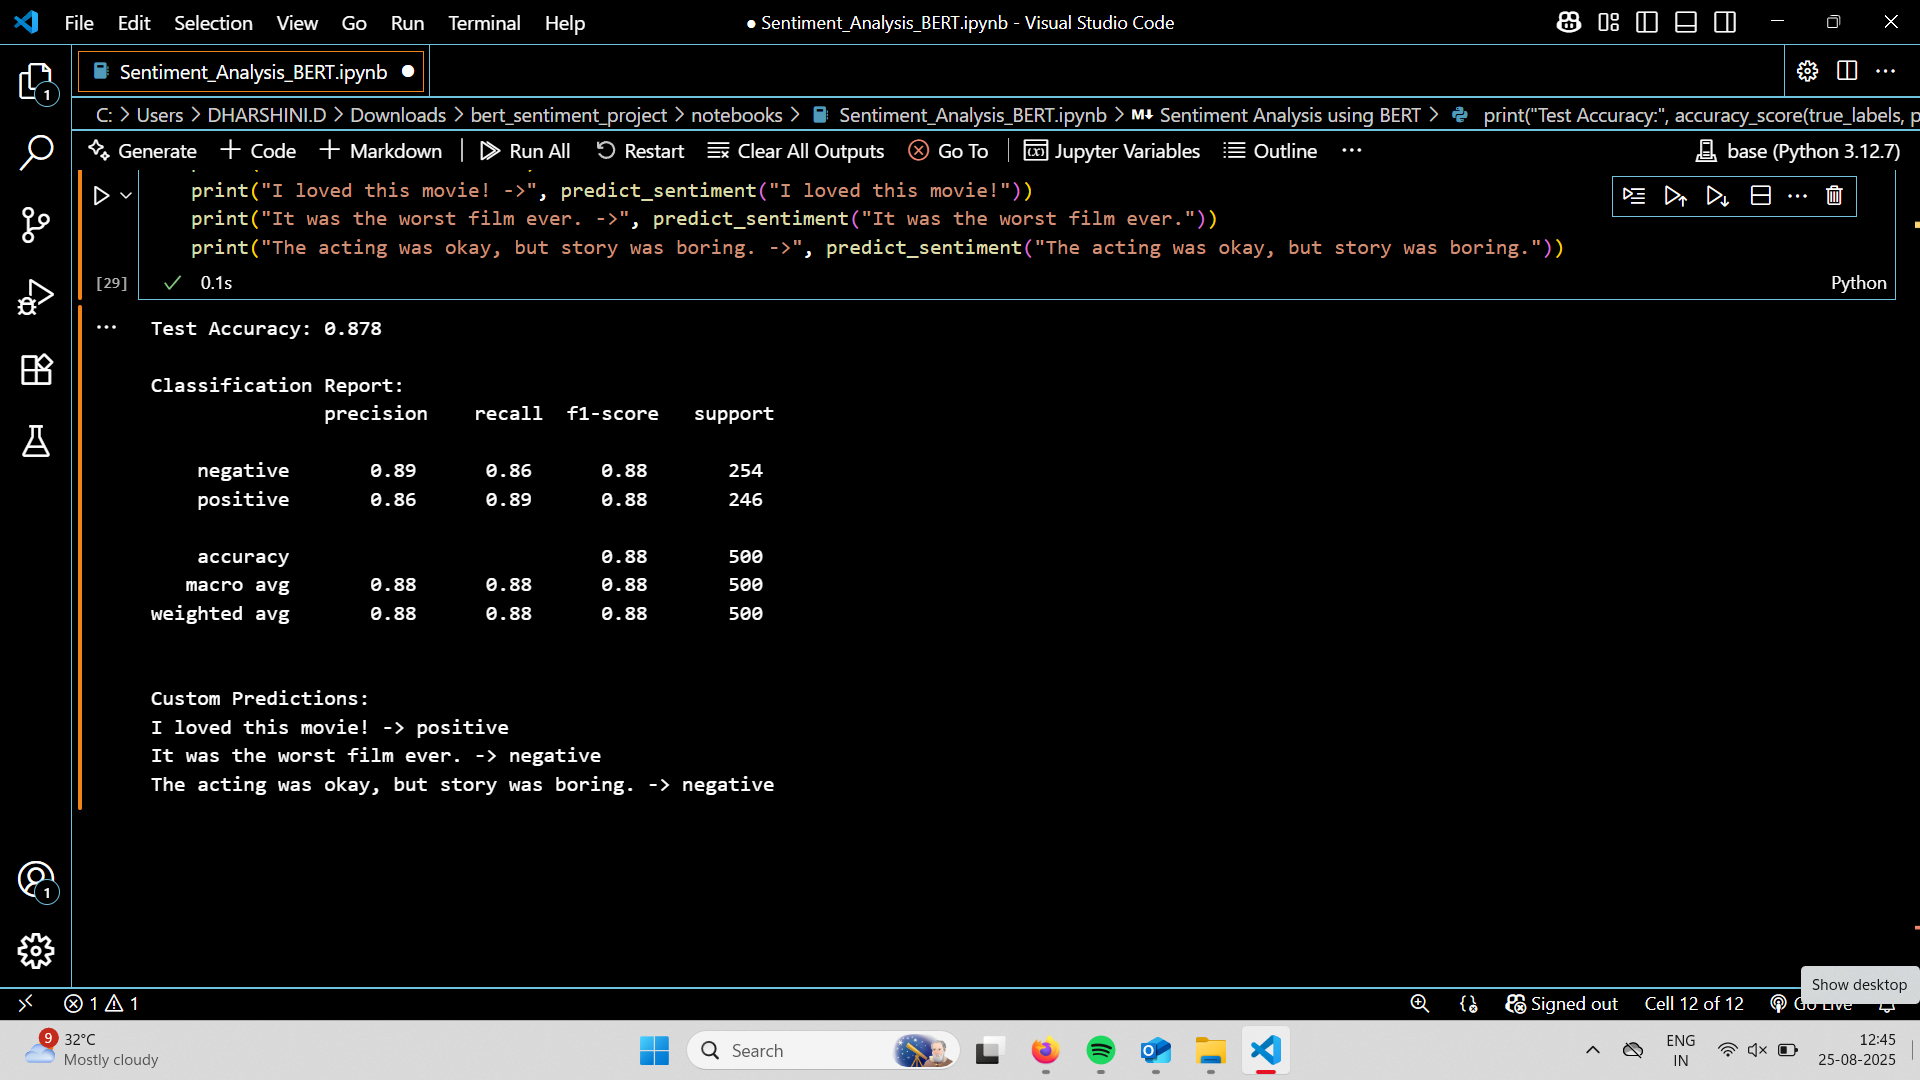 File Edit Selection View Go Run Terminal Help ● Sentiment_Analysis_BERT.ipynb - Visual Studio Code
Sentiment_Analysis_BERT.ipynb ●
1
C: > Users > DHARSHINI.D > Downloads > bert_sentiment_project > notebooks > Sentiment_Analysis_BERT.ipynb > M↓ Sentiment Analysis using BERT > print("Test Accuracy:", accuracy_score(true_labels, p
Generate + Code + Markdown | Run All Restart Clear All Outputs Go To | Jupyter Variables Outline ... base (Python 3.12.7)
print("I loved this movie! ->", predict_sentiment("I loved this movie!"))
print("It was the worst film ever. ->", predict_sentiment("It was the worst film ever."))
print("The acting was okay, but story was boring. ->", predict_sentiment("The acting was okay, but story was boring."))
[29] ✓ 0.1s Python
... Test Accuracy: 0.878
Classification Report:
precision recall f1-score support
negative 0.89 0.86 0.88 254
positive 0.86 0.89 0.88 246
accuracy 0.88 500
macro avg 0.88 0.88 0.88 500
weighted avg 0.88 0.88 0.88 500
Custom Predictions:
I loved this movie! -> positive
It was the worst film ever. -> negative
The acting was okay, but story was boring. -> negative
1
Show desktop
1 1 Signed out Cell 12 of 12 Go Live
9 32°C
Mostly cloudy
Search
ENG
IN
12:45
25-08-2025